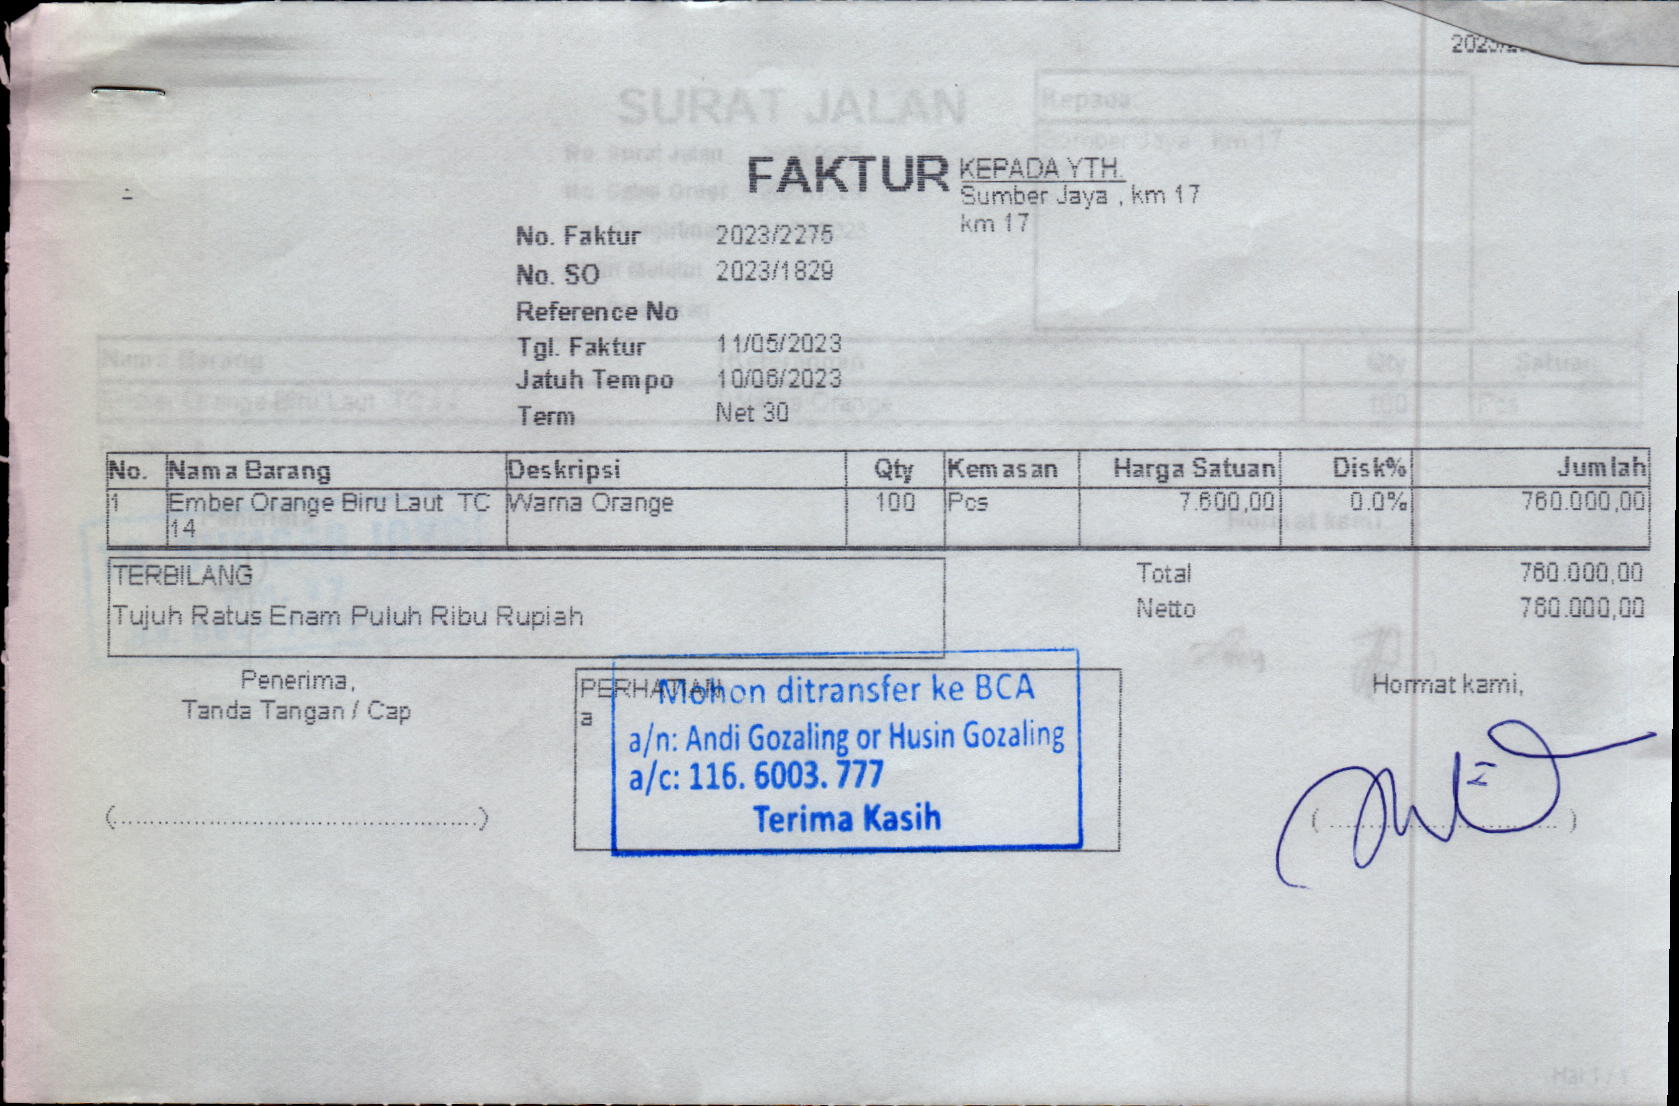 SURAT JALAN
Kepada
Sumber Jaya , km 17
FAKTUR
KEPADA YTH.
Sumber Jaya , km 17
km 17
No. Faktur 2023/2275
No. SO 2023/1829
Reference No
Tgl. Faktur 11/05/2023
Jatuh Tempo 10/06/2023
Term Net 30
No. Nama Barang Deskripsi Qty Kemasan Harga Satuan Disk% Jumlah
1 Ember Orange Biru Laut TC Warna Orange 100 Pcs 7.600,00 0.0% 760.000,00
14
TERBILANG
Tujuh Ratus Enam Puluh Ribu Rupiah
Total 760.000,00
Netto 760.000,00
Penerima,
Tanda Tangan / Cap
(...............................................)
PERHATIAN
a
Mohon ditransfer ke BCA
a/n: Andi Gozaling or Husin Gozaling
a/c: 116. 6003. 777
Terima Kasih
Hormat kami,
(...............................)